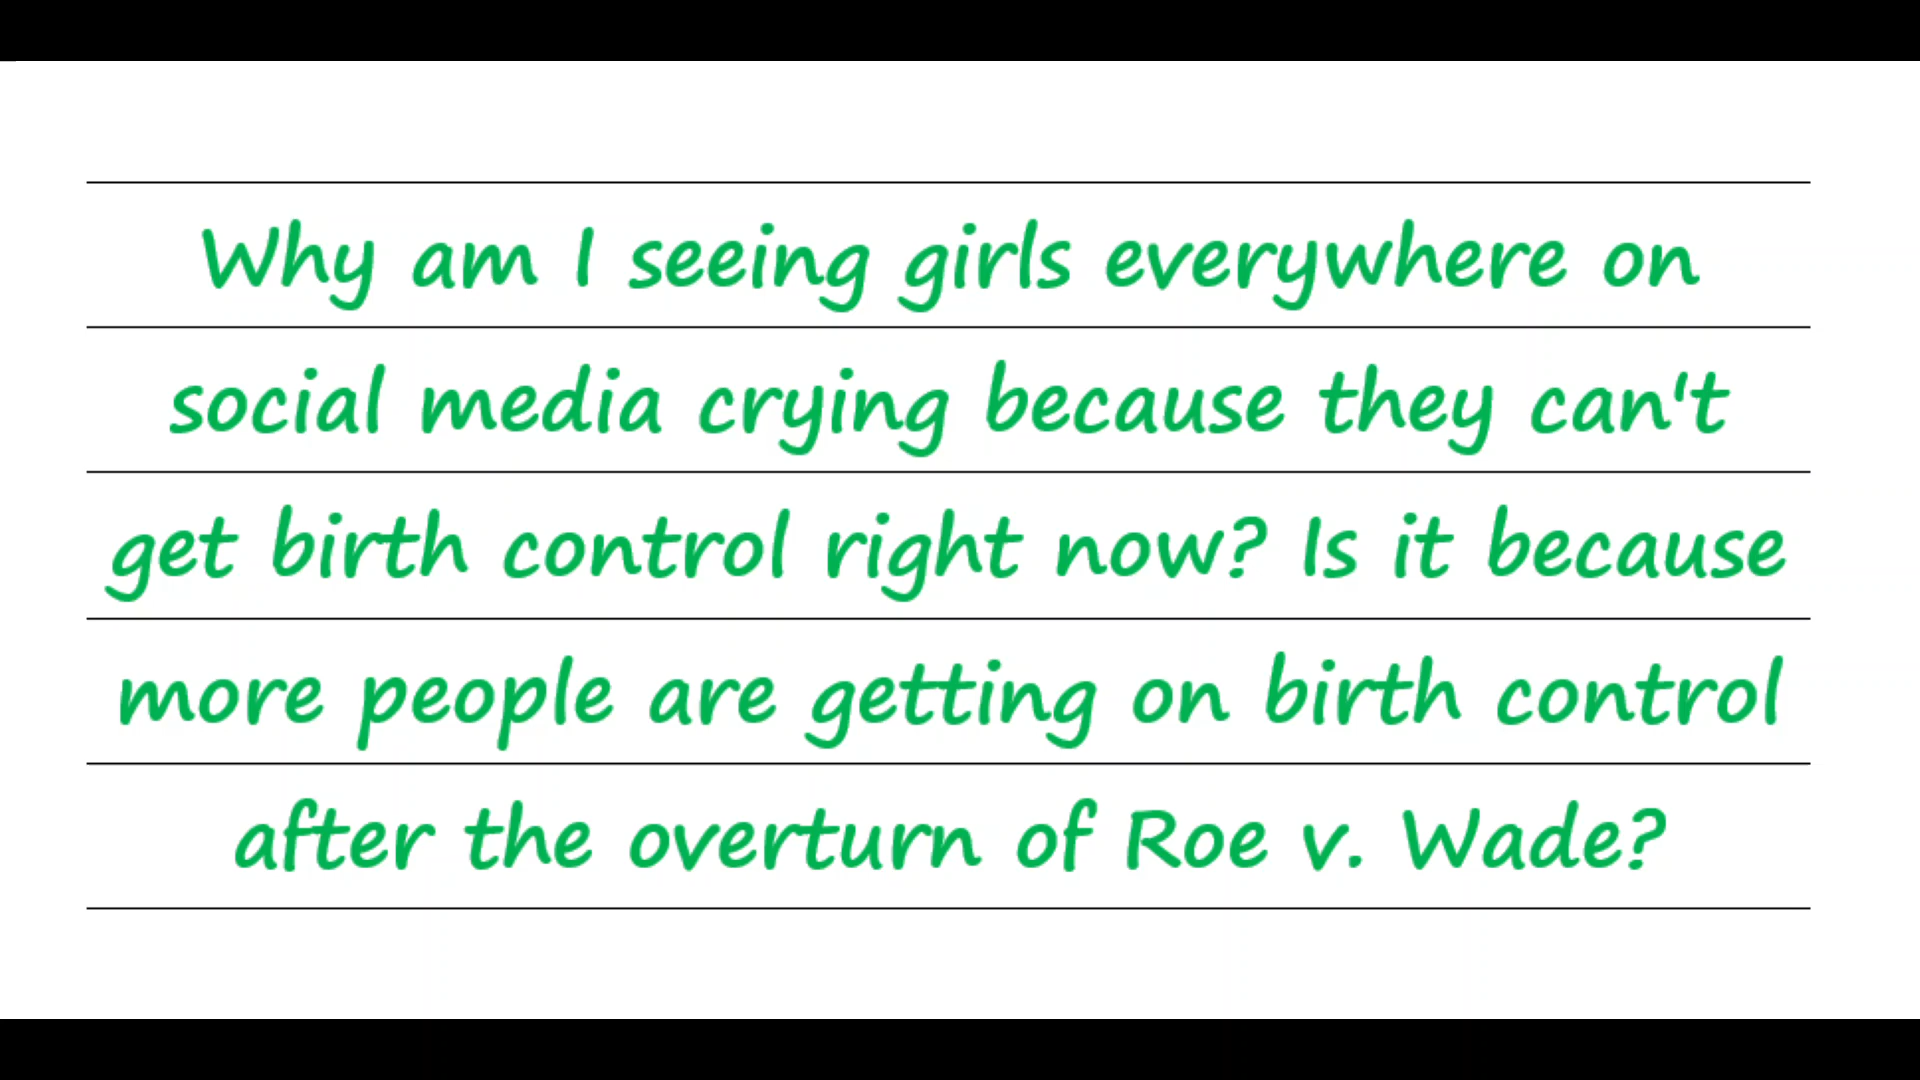 Why am I seeing girls everywhere on
social media crying because they can't
get birth control right now? Is it because
more people are getting on birth control
after the overturn of Roe v. Wade?